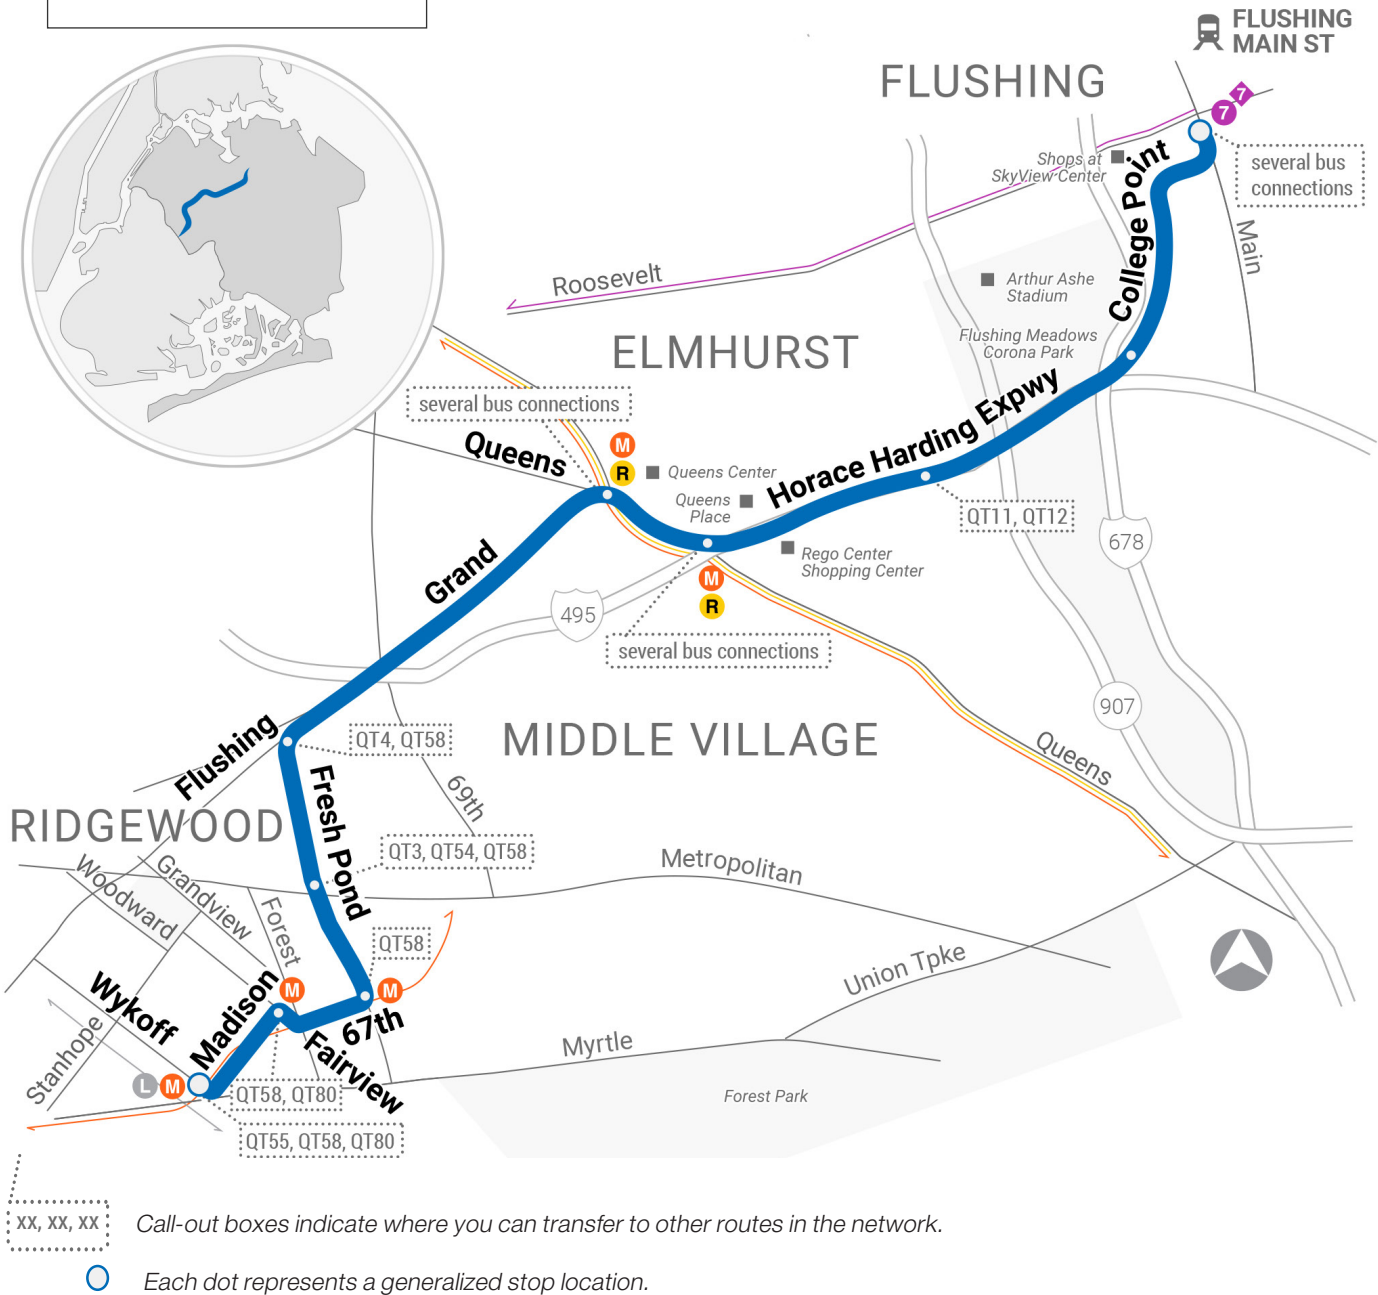 FLUSHING
MAIN ST
FLUSHING
7
7
Shops at
SkyView Center
College Point
several bus
connections
Main
Roosevelt
Arthur Ashe
Stadium
Flushing Meadows
Corona Park
ELMHURST
several bus connections
Queens
M
R
Queens Center
Queens
Place
Horace Harding Expwy
QT11, QT12
678
Rego Center
Shopping Center
M
R
Grand
495
several bus connections
907
Flushing
QT4, QT58
MIDDLE VILLAGE
Queens
Fresh Pond
69th
RIDGEWOOD
QT3, QT54, QT58
Metropolitan
Woodward
Grandview
Forest
QT58
Union Tpke
Wykoff
Madison
M
M
67th
Stanhope
Fairview
Myrtle
L
M
QT58, QT80
Forest Park
QT55, QT58, QT80
XX, XX, XX
Call-out boxes indicate where you can transfer to other routes in the network.
Each dot represents a generalized stop location.